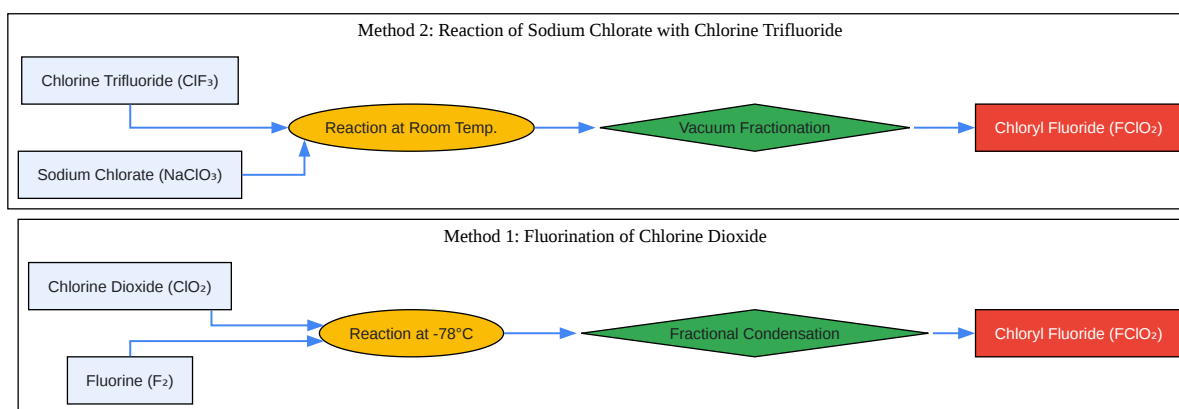 Method 2: Reaction of Sodium Chlorate with Chlorine Trifluoride
Chlorine Trifluoride (ClF₃)
Sodium Chlorate (NaClO₃)
Reaction at Room Temp.
Vacuum Fractionation
Chloryl Fluoride (FClO₂)
Method 1: Fluorination of Chlorine Dioxide
Chlorine Dioxide (ClO₂)
Fluorine (F₂)
Reaction at -78°C
Fractional Condensation
Chloryl Fluoride (FClO₂)